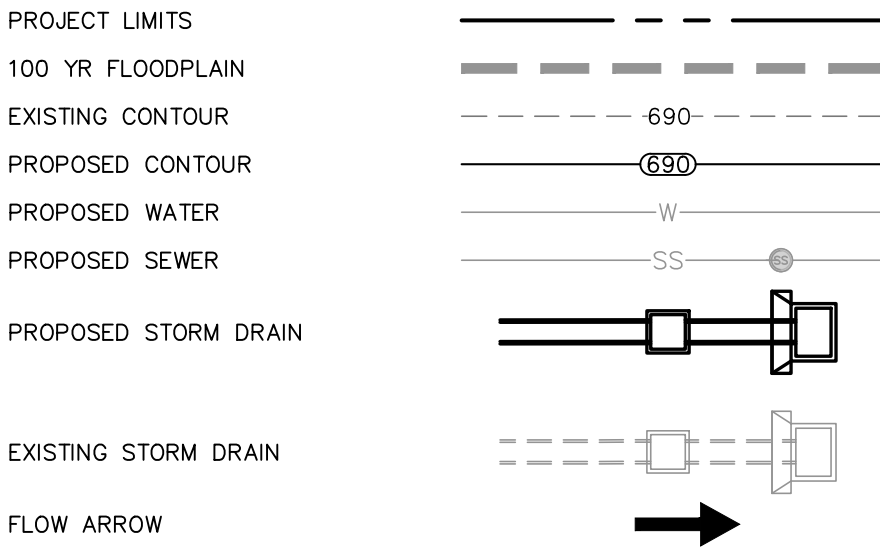 PROJECT LIMITS
100 YR FLOODPLAIN
EXISTING CONTOUR 690
PROPOSED CONTOUR 690
PROPOSED WATER W
PROPOSED SEWER SS SS
PROPOSED STORM DRAIN
EXISTING STORM DRAIN
FLOW ARROW